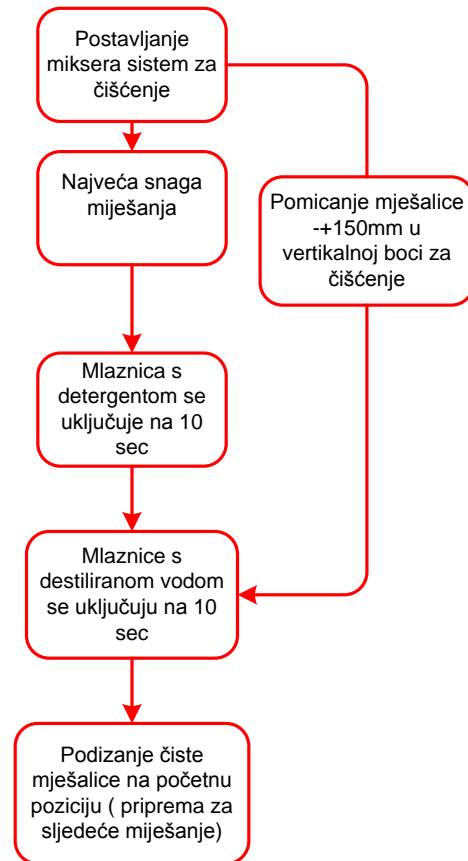 Postavljanje
miksera sistem za
čišćenje
Najveća snaga
miješanja
Pomicanje mješalice
-+150mm u
vertikalnoj boci za
čišćenje
Mlaznica s
detergentom se
uključuje na 10
sec
Mlaznice s
destiliranom vodom
se uključuju na 10
sec
Podizanje čiste
mješalice na početnu
poziciju ( priprema za
sljedeće miješanje)